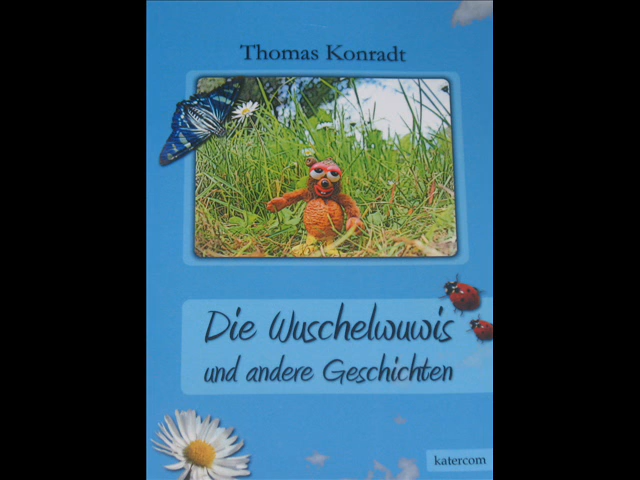 Thomas Konradt
Die Wuschelwuwis
und andere Geschichten
katercom